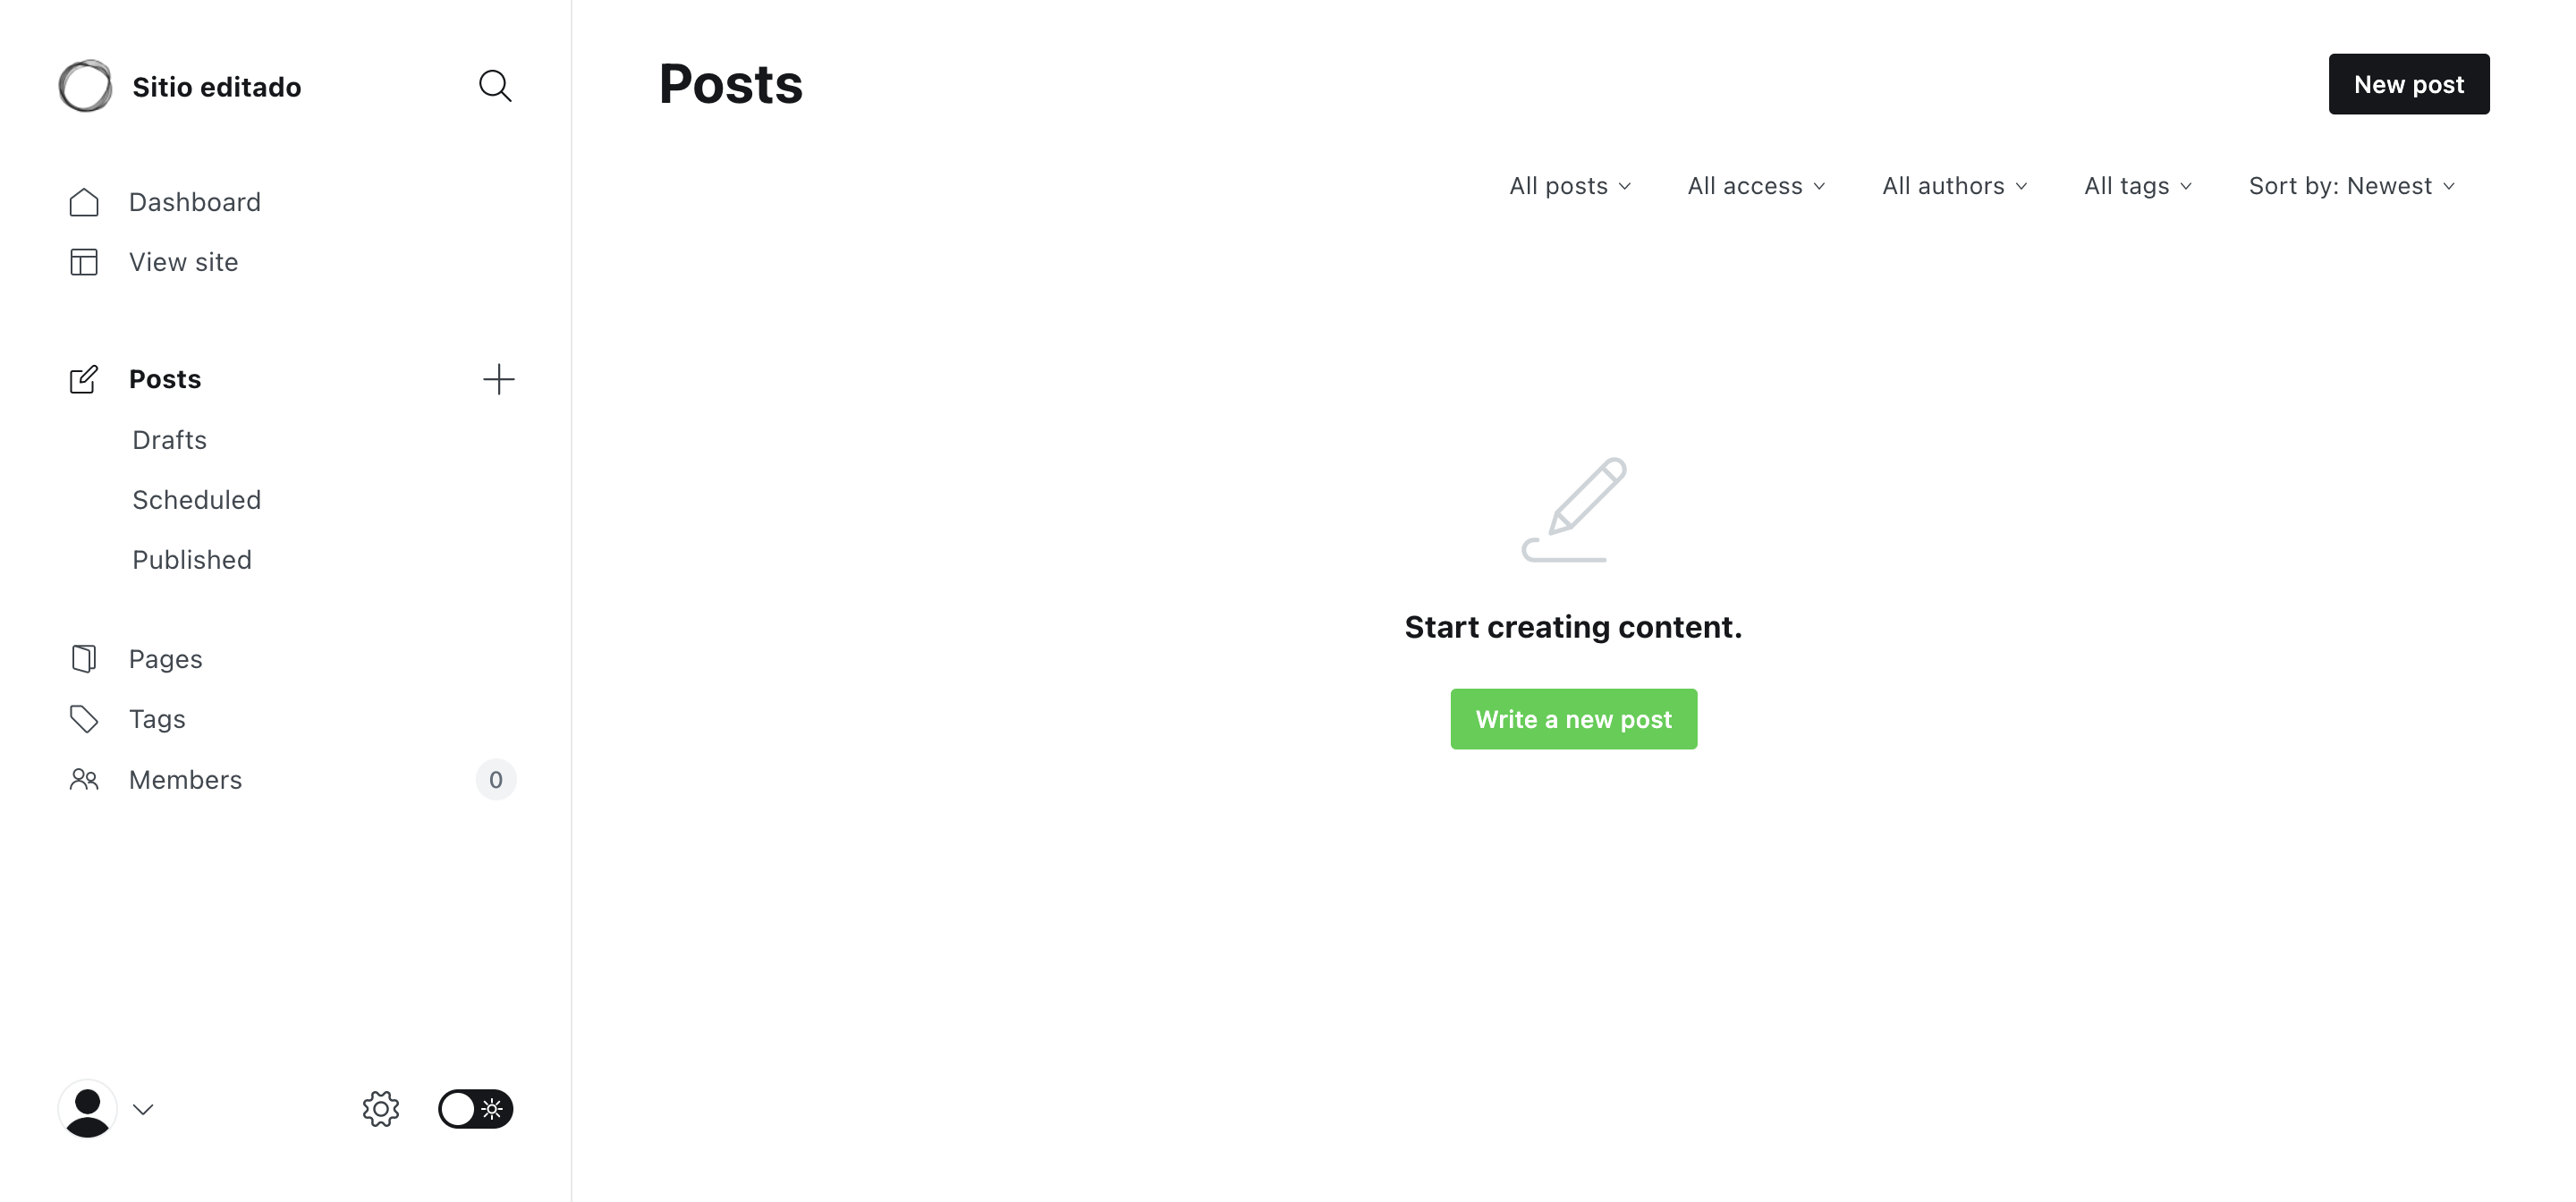 Sitio editado
Dashboard
View site
Posts
Drafts
Scheduled
Published
Pages
Tags
Members 0
Posts
New post
All posts All access All authors All tags Sort by: Newest
Start creating content.
Write a new post